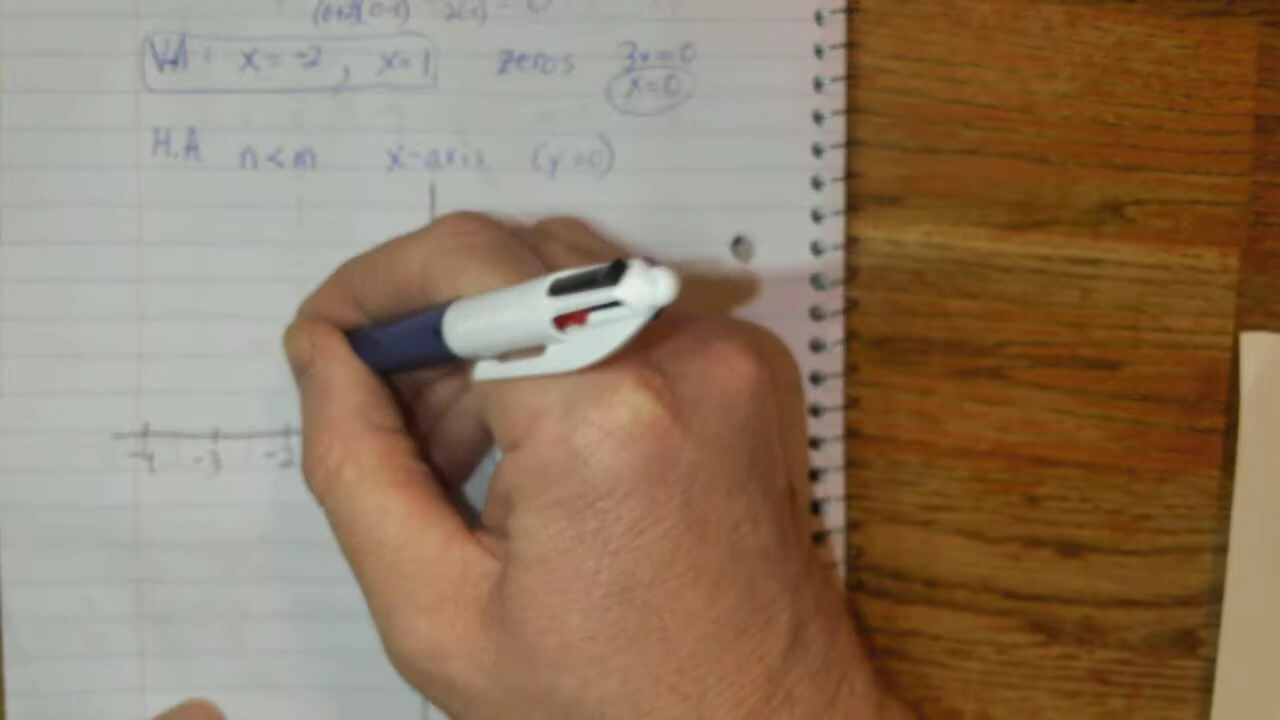 VA: x = -2, x=1 zeros 3x=0
x=0
H.A n<m x-axis (y=0)
-4 -3 -2